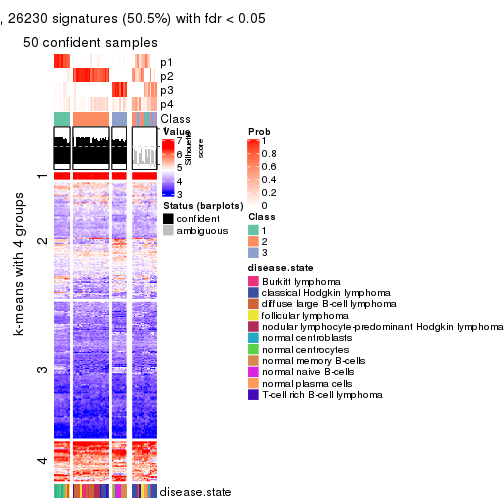 , 26230 signatures (50.5%) with fdr < 0.05
50 confident samples
p1
p2
p3
p4
Class
Value
7
6
5
4
3
Silhouette
score
Status (barplots)
confident
ambiguous
Prob
1
0.8
0.6
0.4
0.2
0
Class
1
2
3
disease.state
Burkitt lymphoma
classical Hodgkin lymphoma
diffuse large B-cell lymphoma
follicular lymphoma
nodular lymphocyte-predominant Hodgkin lymphoma
normal centroblasts
normal centrocytes
normal memory B-cells
normal naive B-cells
normal plasma cells
T-cell rich B-cell lymphoma
k-means with 4 groups
1
2
3
4
disease.state